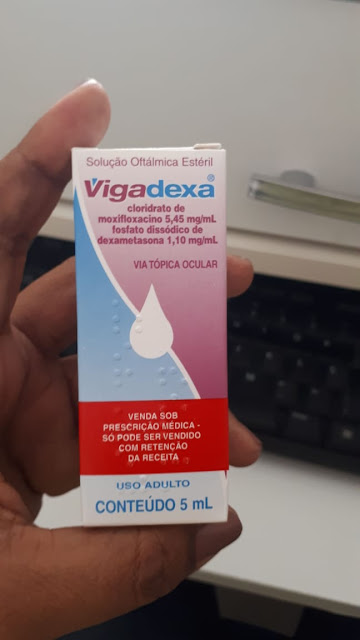 Solução Oftálmica Estéril
Vigadexa®
cloridrato de
moxifloxacino 5,45 mg/mL
fosfato dissódico de
dexametasona 1,10 mg/mL
VIA TÓPICA OCULAR
VENDA SOB
PRESCRIÇÃO MÉDICA -
SÓ PODE SER VENDIDO
COM RETENÇÃO
DA RECEITA
USO ADULTO
CONTEÚDO 5 mL